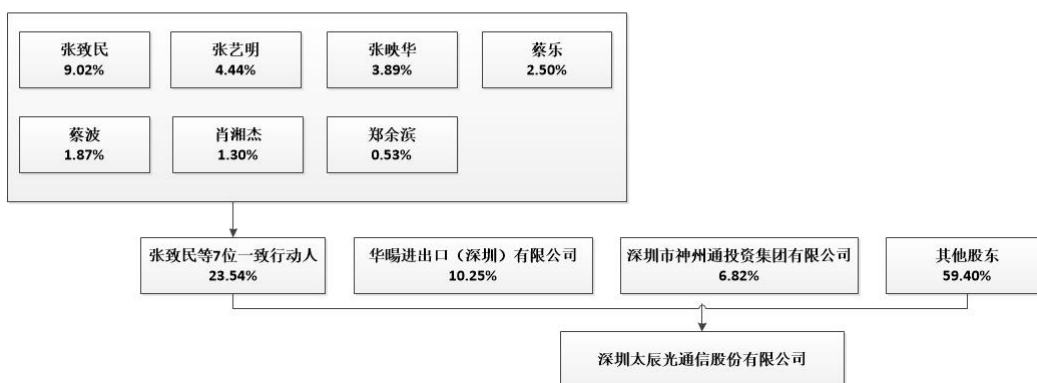 张致民
9.02%
张艺明
4.44%
张映华
3.89%
蔡乐
2.50%
蔡波
1.87%
肖湘杰
1.30%
郑余滨
0.53%
张致民等7位一致行动人
23.54%
华暘进出口（深圳）有限公司
10.25%
深圳市神州通投资集团有限公司
6.82%
其他股东
59.40%
深圳太辰光通信股份有限公司